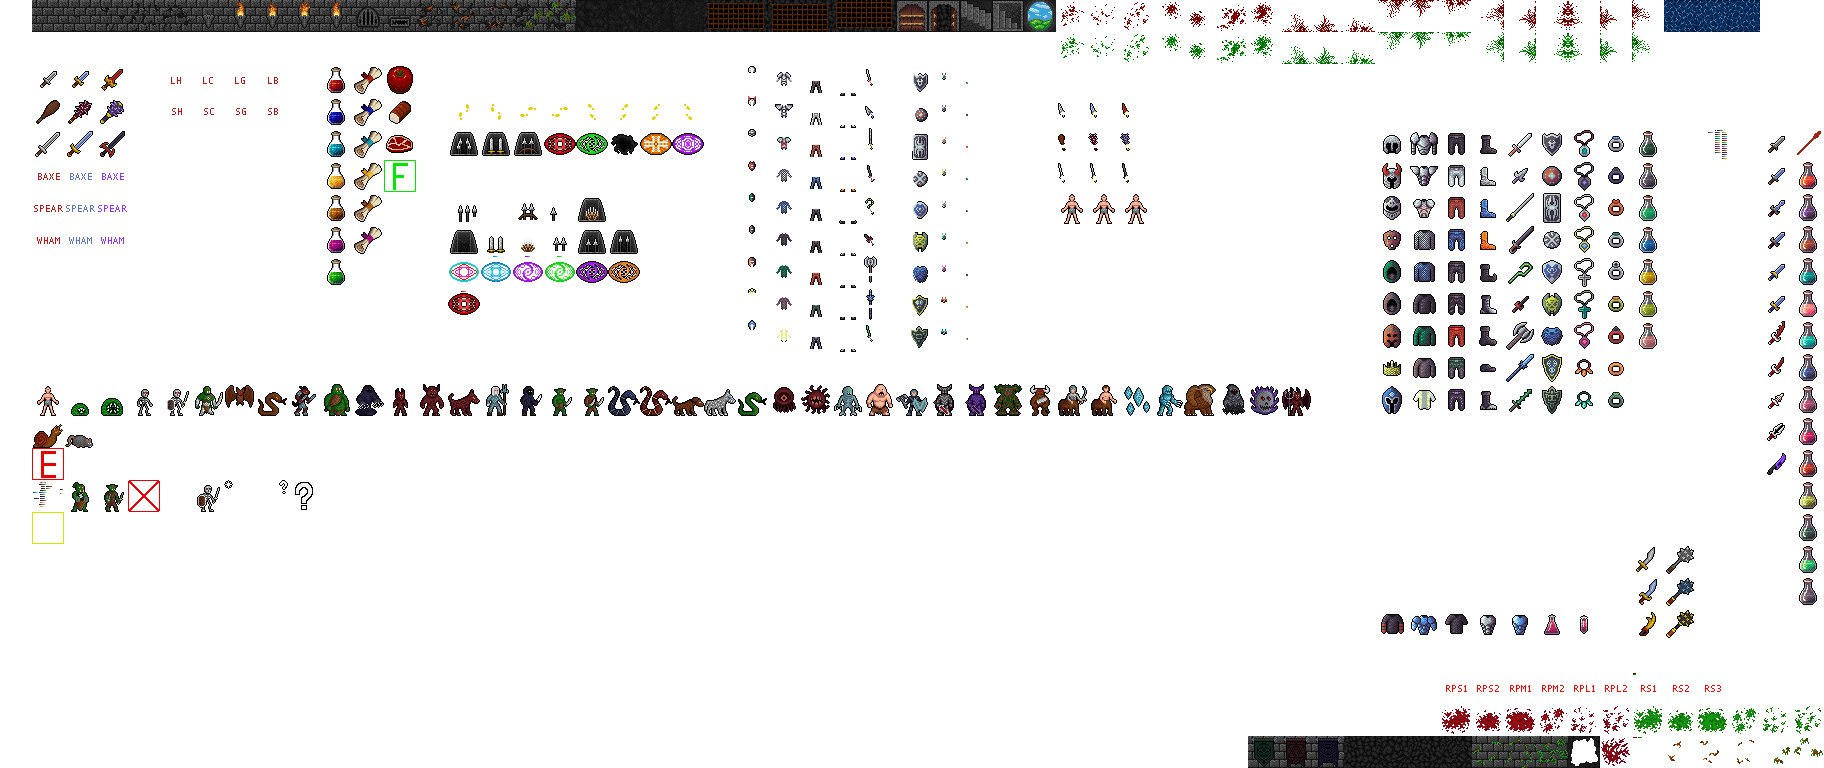 LH LC LG LB
SH SC SG SB
F
BAXE BAXE BAXE
SPEAR SPEAR SPEAR
WHAM WHAM WHAM
E
? ?
RPS1 RPS2 RPM1 RPM2 RPL1 RPL2 RS1 RS2 RS3